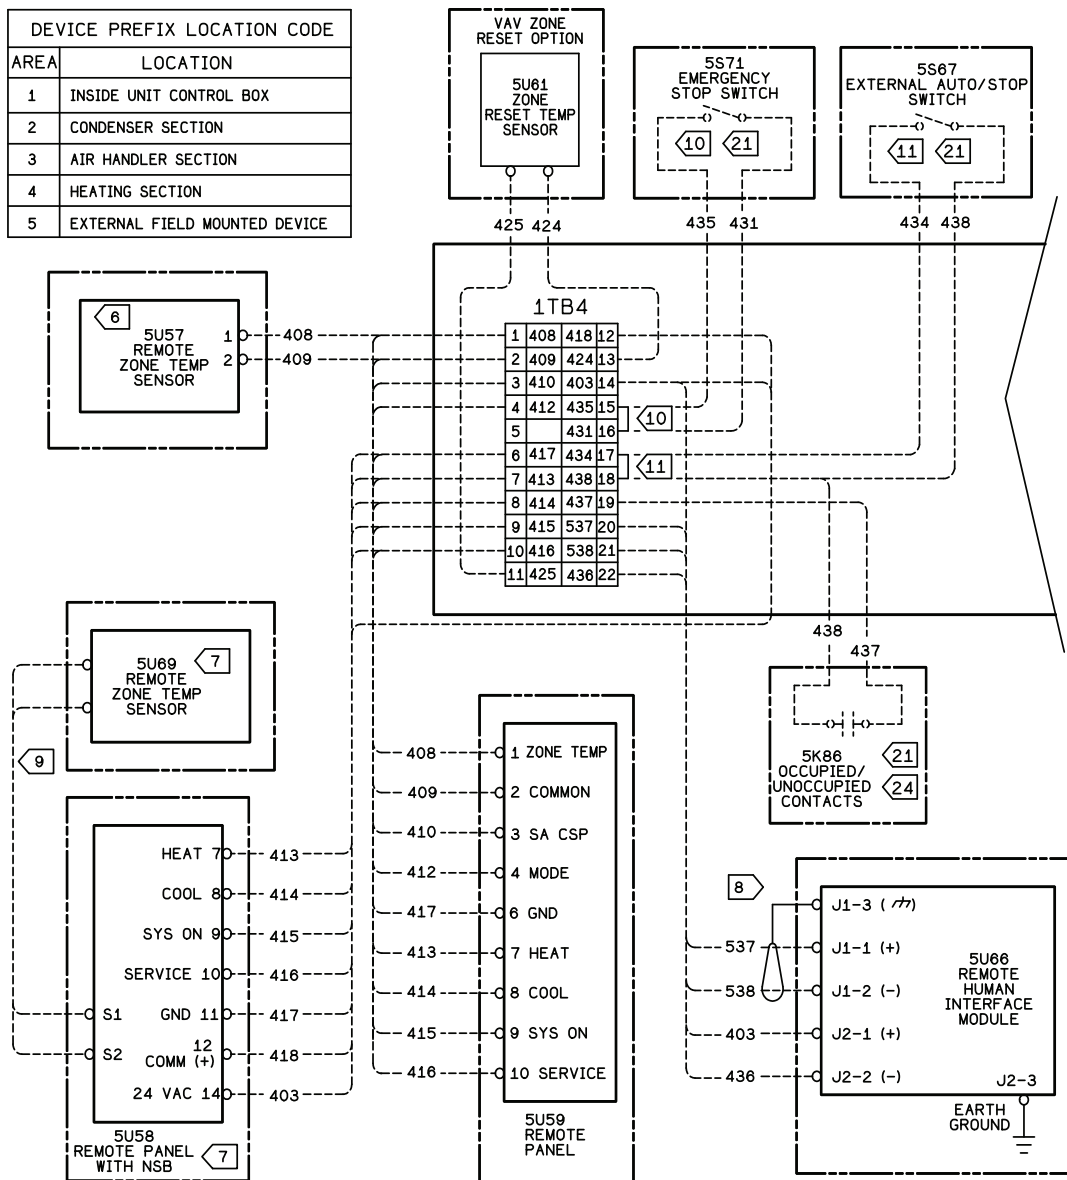 DEVICE PREFIX LOCATION CODE
AREA LOCATION
1 INSIDE UNIT CONTROL BOX
2 CONDENSER SECTION
3 AIR HANDLER SECTION
4 HEATING SECTION
5 EXTERNAL FIELD MOUNTED DEVICE
VAV ZONE
RESET OPTION
5U61
ZONE
RESET TEMP
SENSOR
425 424
5S71
EMERGENCY
STOP SWITCH
10 21
435 431
5S67
EXTERNAL AUTO/STOP
SWITCH
11 21
434 438
6
5U57
REMOTE
ZONE TEMP
SENSOR
1 408
2 409
1TB4
1 408 418 12
2 409 424 13
3 410 403 14
4 412 435 15
5 431 16
6 417 434 17
7 413 438 18
8 414 437 19
9 415 537 20
10 416 538 21
11 425 436 22
10
11
438
437
5U69
REMOTE
ZONE TEMP
SENSOR
7
9
5K86
OCCUPIED/
UNOCCUPIED
CONTACTS
21
24
HEAT 7 413
COOL 8 414
SYS ON 9 415
SERVICE 10 416
S1 GND 11 417
S2 12
COMM (+) 418
24 VAC 14 403
5U58
REMOTE PANEL
WITH NSB
7
408 1 ZONE TEMP
409 2 COMMON
410 3 SA CSP
412 4 MODE
417 6 GND
413 7 HEAT
414 8 COOL
415 9 SYS ON
416 10 SERVICE
5U59
REMOTE
PANEL
8
J1-3 ( )
537 J1-1 (+)
538 J1-2 (-)
403 J2-1 (+)
436 J2-2 (-)
5U66
REMOTE
HUMAN
INTERFACE
MODULE
J2-3
EARTH
GROUND